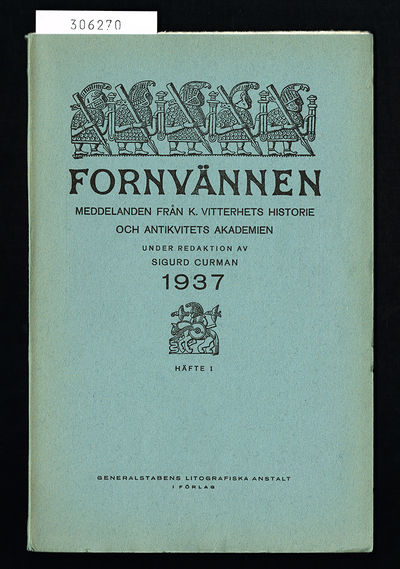 306270
FORNVÄNNEN
MEDDELANDEN FRÅN K. VITTERHETS HISTORIE
OCH ANTIKVITETS AKADEMIEN
UNDER REDAKTION AV
SIGURD CURMAN
1937
HÄFTE 1
GENERALSTABENS LITOGRAFISKA ANSTALT
I FÖRLAG